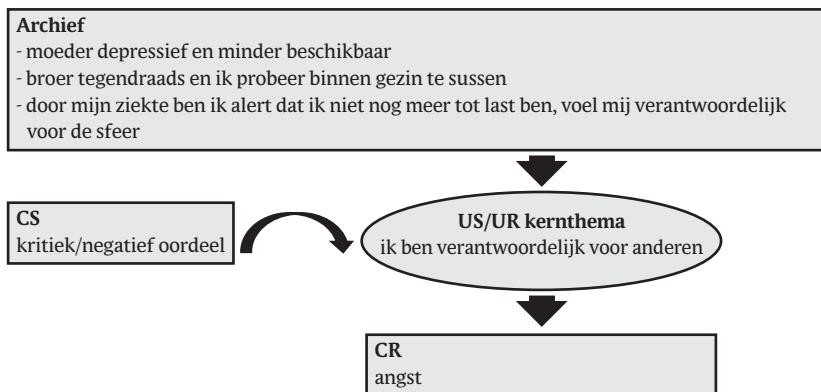 Archief
- moeder depressief en minder beschikbaar
- broer tegendraads en ik probeer binnen gezin te sussen
- door mijn ziekte ben ik alert dat ik niet nog meer tot last ben, voel mij verantwoordelijk
voor de sfeer
CS
kritiek/negatief oordeel
US/UR kernthema
ik ben verantwoordelijk voor anderen
CR
angst